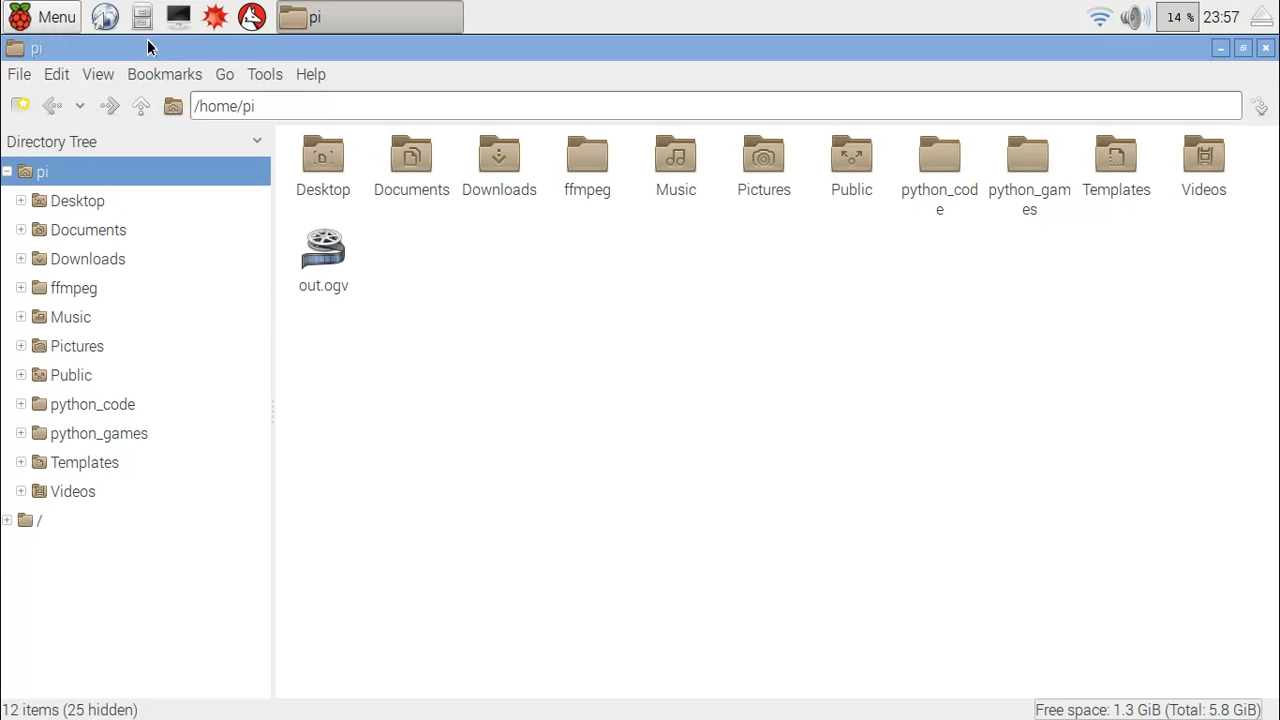 Menu
pi
14 %
23:57
pi
File Edit View Bookmarks Go Tools Help
/home/pi
Directory Tree
pi
Desktop
Documents
Downloads
ffmpeg
Music
Pictures
Public
python_code
python_games
Templates
Videos
/
Desktop
Documents
Downloads
ffmpeg
Music
Pictures
Public
python_cod
e
python_gam
es
Templates
Videos
out.ogv
12 items (25 hidden)
Free space: 1.3 GiB (Total: 5.8 GiB)